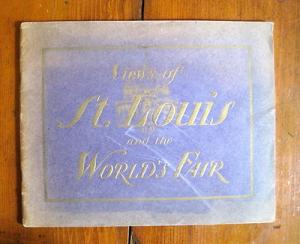 Views of
St. Louis
and the
WORLD'S FAIR